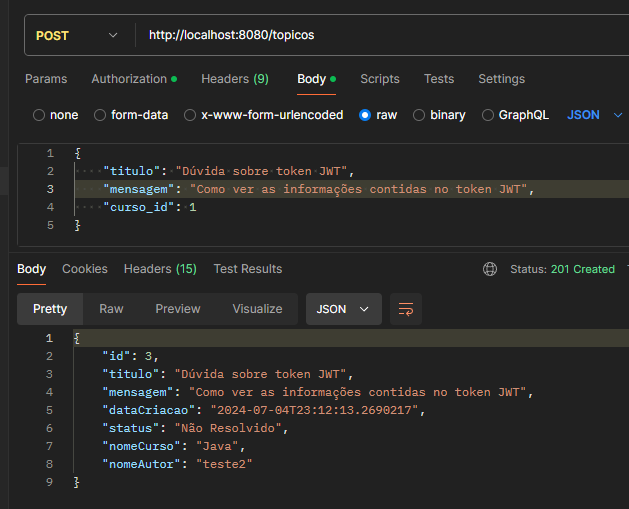 POST http://localhost:8080/topicos
Params Authorization Headers (9) Body Scripts Tests Settings
none form-data x-www-form-urlencoded raw binary GraphQL JSON
1 {
2 "titulo": "Dúvida sobre token JWT",
3 "mensagem": "Como ver as informações contidas no token JWT",
4 "curso_id": 1
5 }
Body Cookies Headers (15) Test Results Status: 201 Created
Pretty Raw Preview Visualize JSON
1 {
2 "id": 3,
3 "titulo": "Dúvida sobre token JWT",
4 "mensagem": "Como ver as informações contidas no token JWT",
5 "dataCriacao": "2024-07-04T23:12:13.2690217",
6 "status": "Não Resolvido",
7 "nomeCurso": "Java",
8 "nomeAutor": "teste2"
9 }